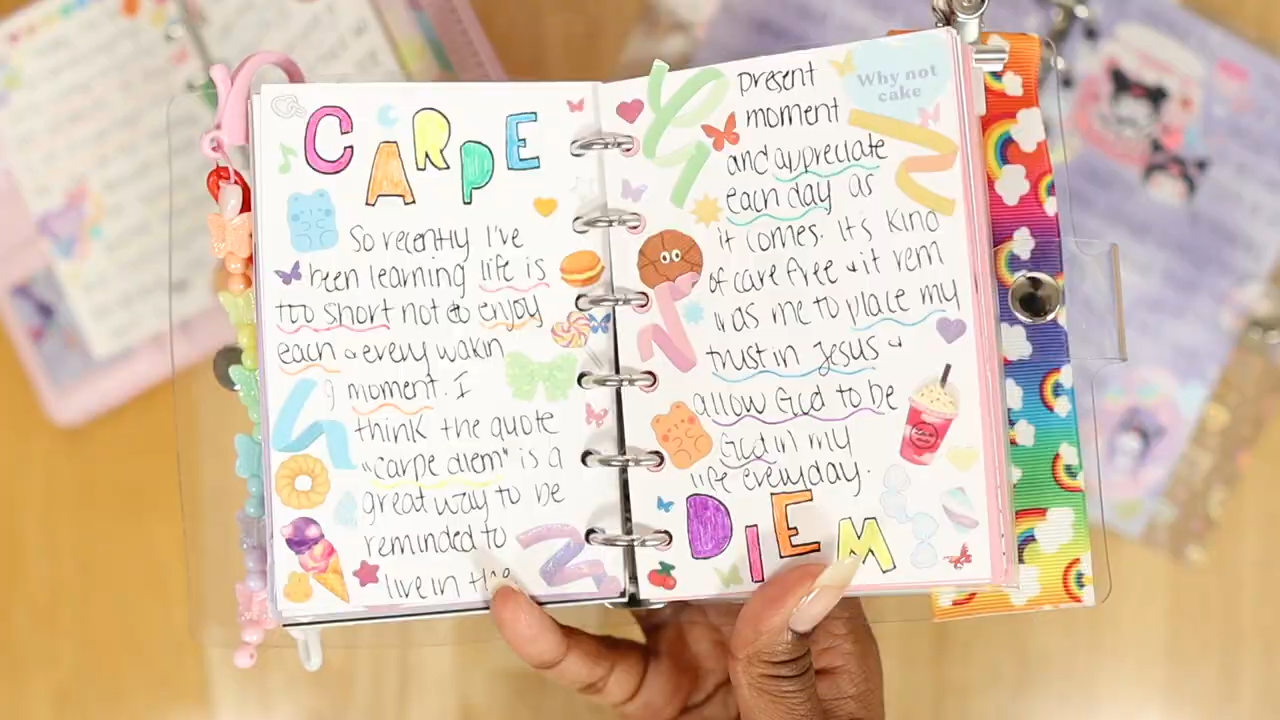 CARPE
So recently I've
been learning life is
too short not to enjoy
each & every wakin
g moment. I
think the quote
"carpe diem" is a
great way to be
reminded to
live in the
present
moment
and appreciate
each day as
it comes. It's kind
of care free & it rem
inds me to place my
trust in Jesus &
allow God to be
God in my
life everyday.
DIEM
Why not
cake